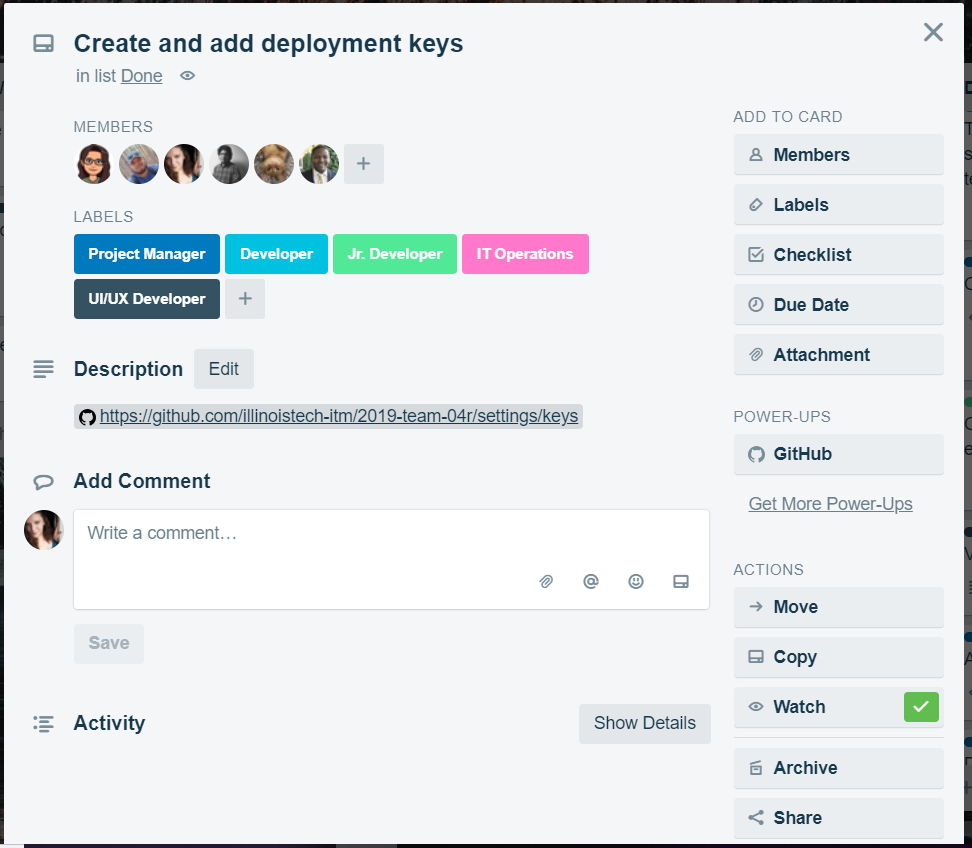 Create and add deployment keys
in list Done
MEMBERS
LABELS
Project Manager
Developer
Jr. Developer
IT Operations
UI/UX Developer
Description
Edit
https://github.com/illinoistech-itm/2019-team-04r/settings/keys
Add Comment
Write a comment…
Save
Activity
Show Details
ADD TO CARD
Members
Labels
Checklist
Due Date
Attachment
POWER-UPS
GitHub
Get More Power-Ups
ACTIONS
Move
Copy
Watch
Archive
Share